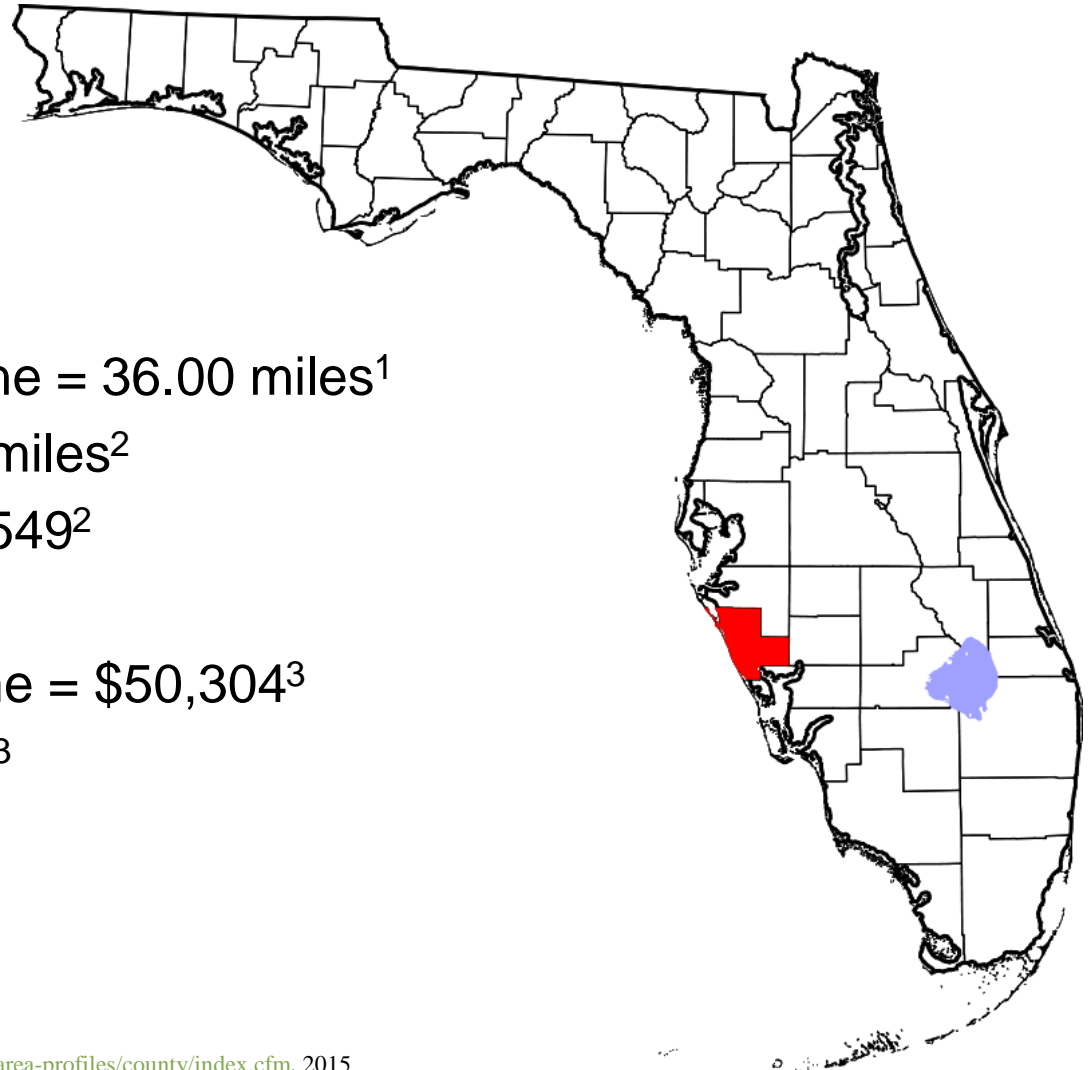 ne = 36.00 miles¹
miles²
549²
ne = $50,304³
3
area-profiles/county/index.cfm, 2015